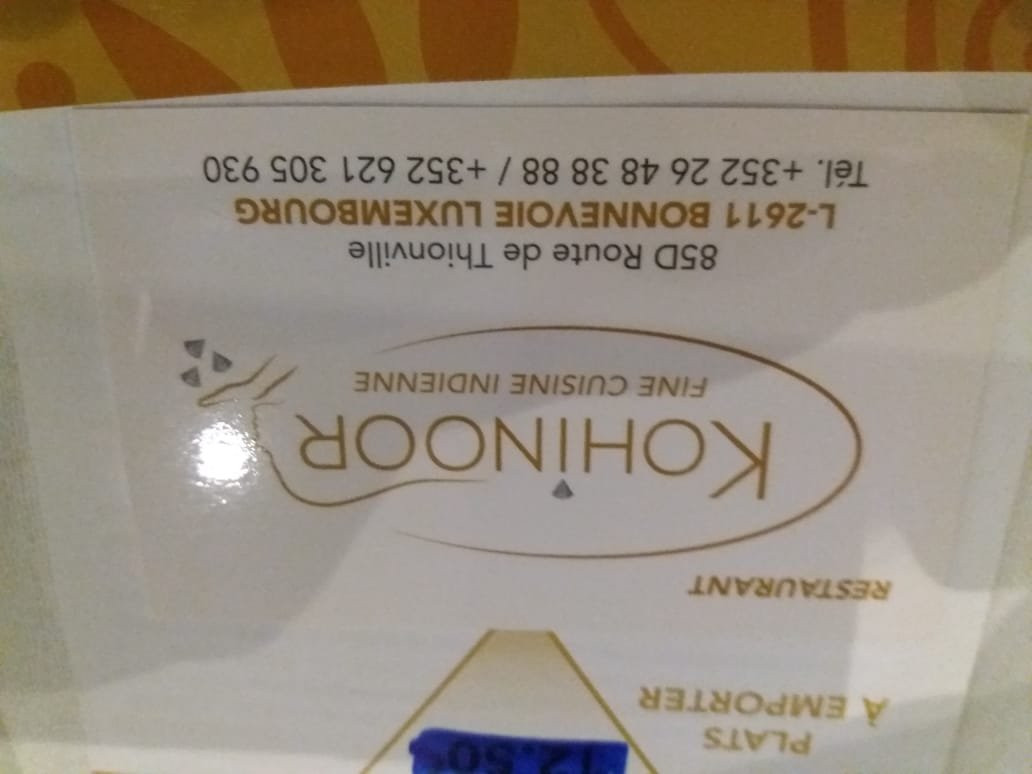 PLATS
À EMPORTER
RESTAURANT
KOHINOOR
FINE CUISINE INDIENNE
85D Route de Thionville
L-2611 BONNEVOIE LUXEMBOURG
Tél. + 352 26 48 38 88 / +352 621 305 930